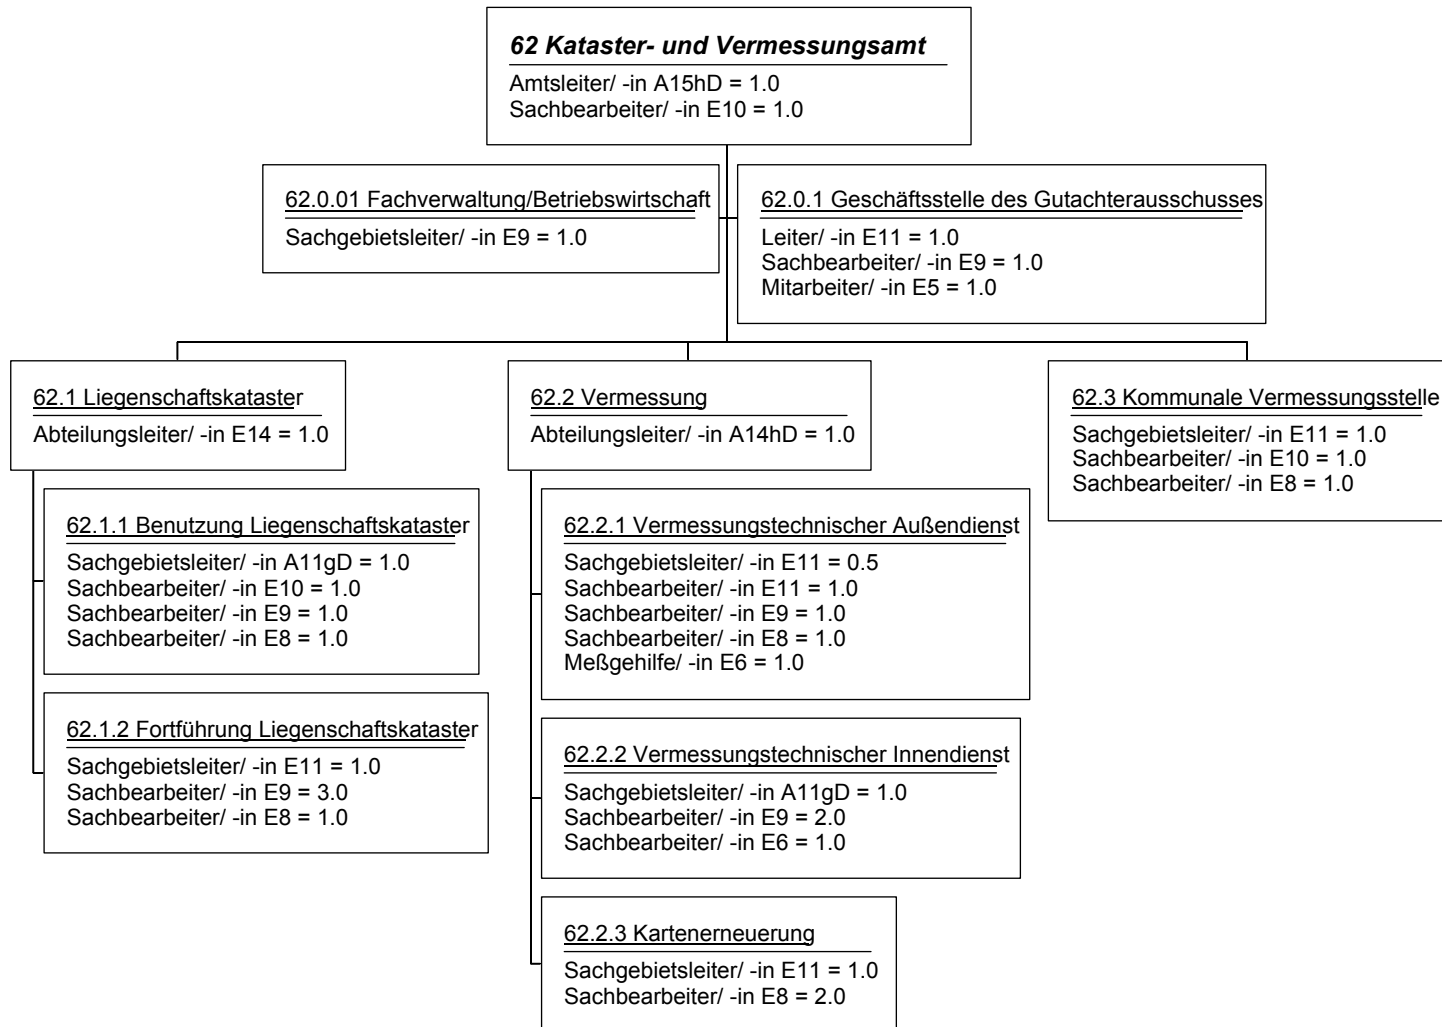 62 Kataster- und Vermessungsamt
Amtsleiter/ -in A15hD = 1.0
Sachbearbeiter/ -in E10 = 1.0
62.0.01 Fachverwaltung/Betriebswirtschaft
Sachgebietsleiter/ -in E9 = 1.0
62.0.1 Geschäftsstelle des Gutachterausschusses
Leiter/ -in E11 = 1.0
Sachbearbeiter/ -in E9 = 1.0
Mitarbeiter/ -in E5 = 1.0
62.1 Liegenschaftskataster
Abteilungsleiter/ -in E14 = 1.0
62.1.1 Benutzung Liegenschaftskataster
Sachgebietsleiter/ -in A11gD = 1.0
Sachbearbeiter/ -in E10 = 1.0
Sachbearbeiter/ -in E9 = 1.0
Sachbearbeiter/ -in E8 = 1.0
62.1.2 Fortführung Liegenschaftskataster
Sachgebietsleiter/ -in E11 = 1.0
Sachbearbeiter/ -in E9 = 3.0
Sachbearbeiter/ -in E8 = 1.0
62.2 Vermessung
Abteilungsleiter/ -in A14hD = 1.0
62.2.1 Vermessungstechnischer Außendienst
Sachgebietsleiter/ -in E11 = 0.5
Sachbearbeiter/ -in E11 = 1.0
Sachbearbeiter/ -in E9 = 1.0
Sachbearbeiter/ -in E8 = 1.0
Meßgehilfe/ -in E6 = 1.0
62.2.2 Vermessungstechnischer Innendienst
Sachgebietsleiter/ -in A11gD = 1.0
Sachbearbeiter/ -in E9 = 2.0
Sachbearbeiter/ -in E6 = 1.0
62.2.3 Kartenerneuerung
Sachgebietsleiter/ -in E11 = 1.0
Sachbearbeiter/ -in E8 = 2.0
62.3 Kommunale Vermessungsstelle
Sachgebietsleiter/ -in E11 = 1.0
Sachbearbeiter/ -in E10 = 1.0
Sachbearbeiter/ -in E8 = 1.0